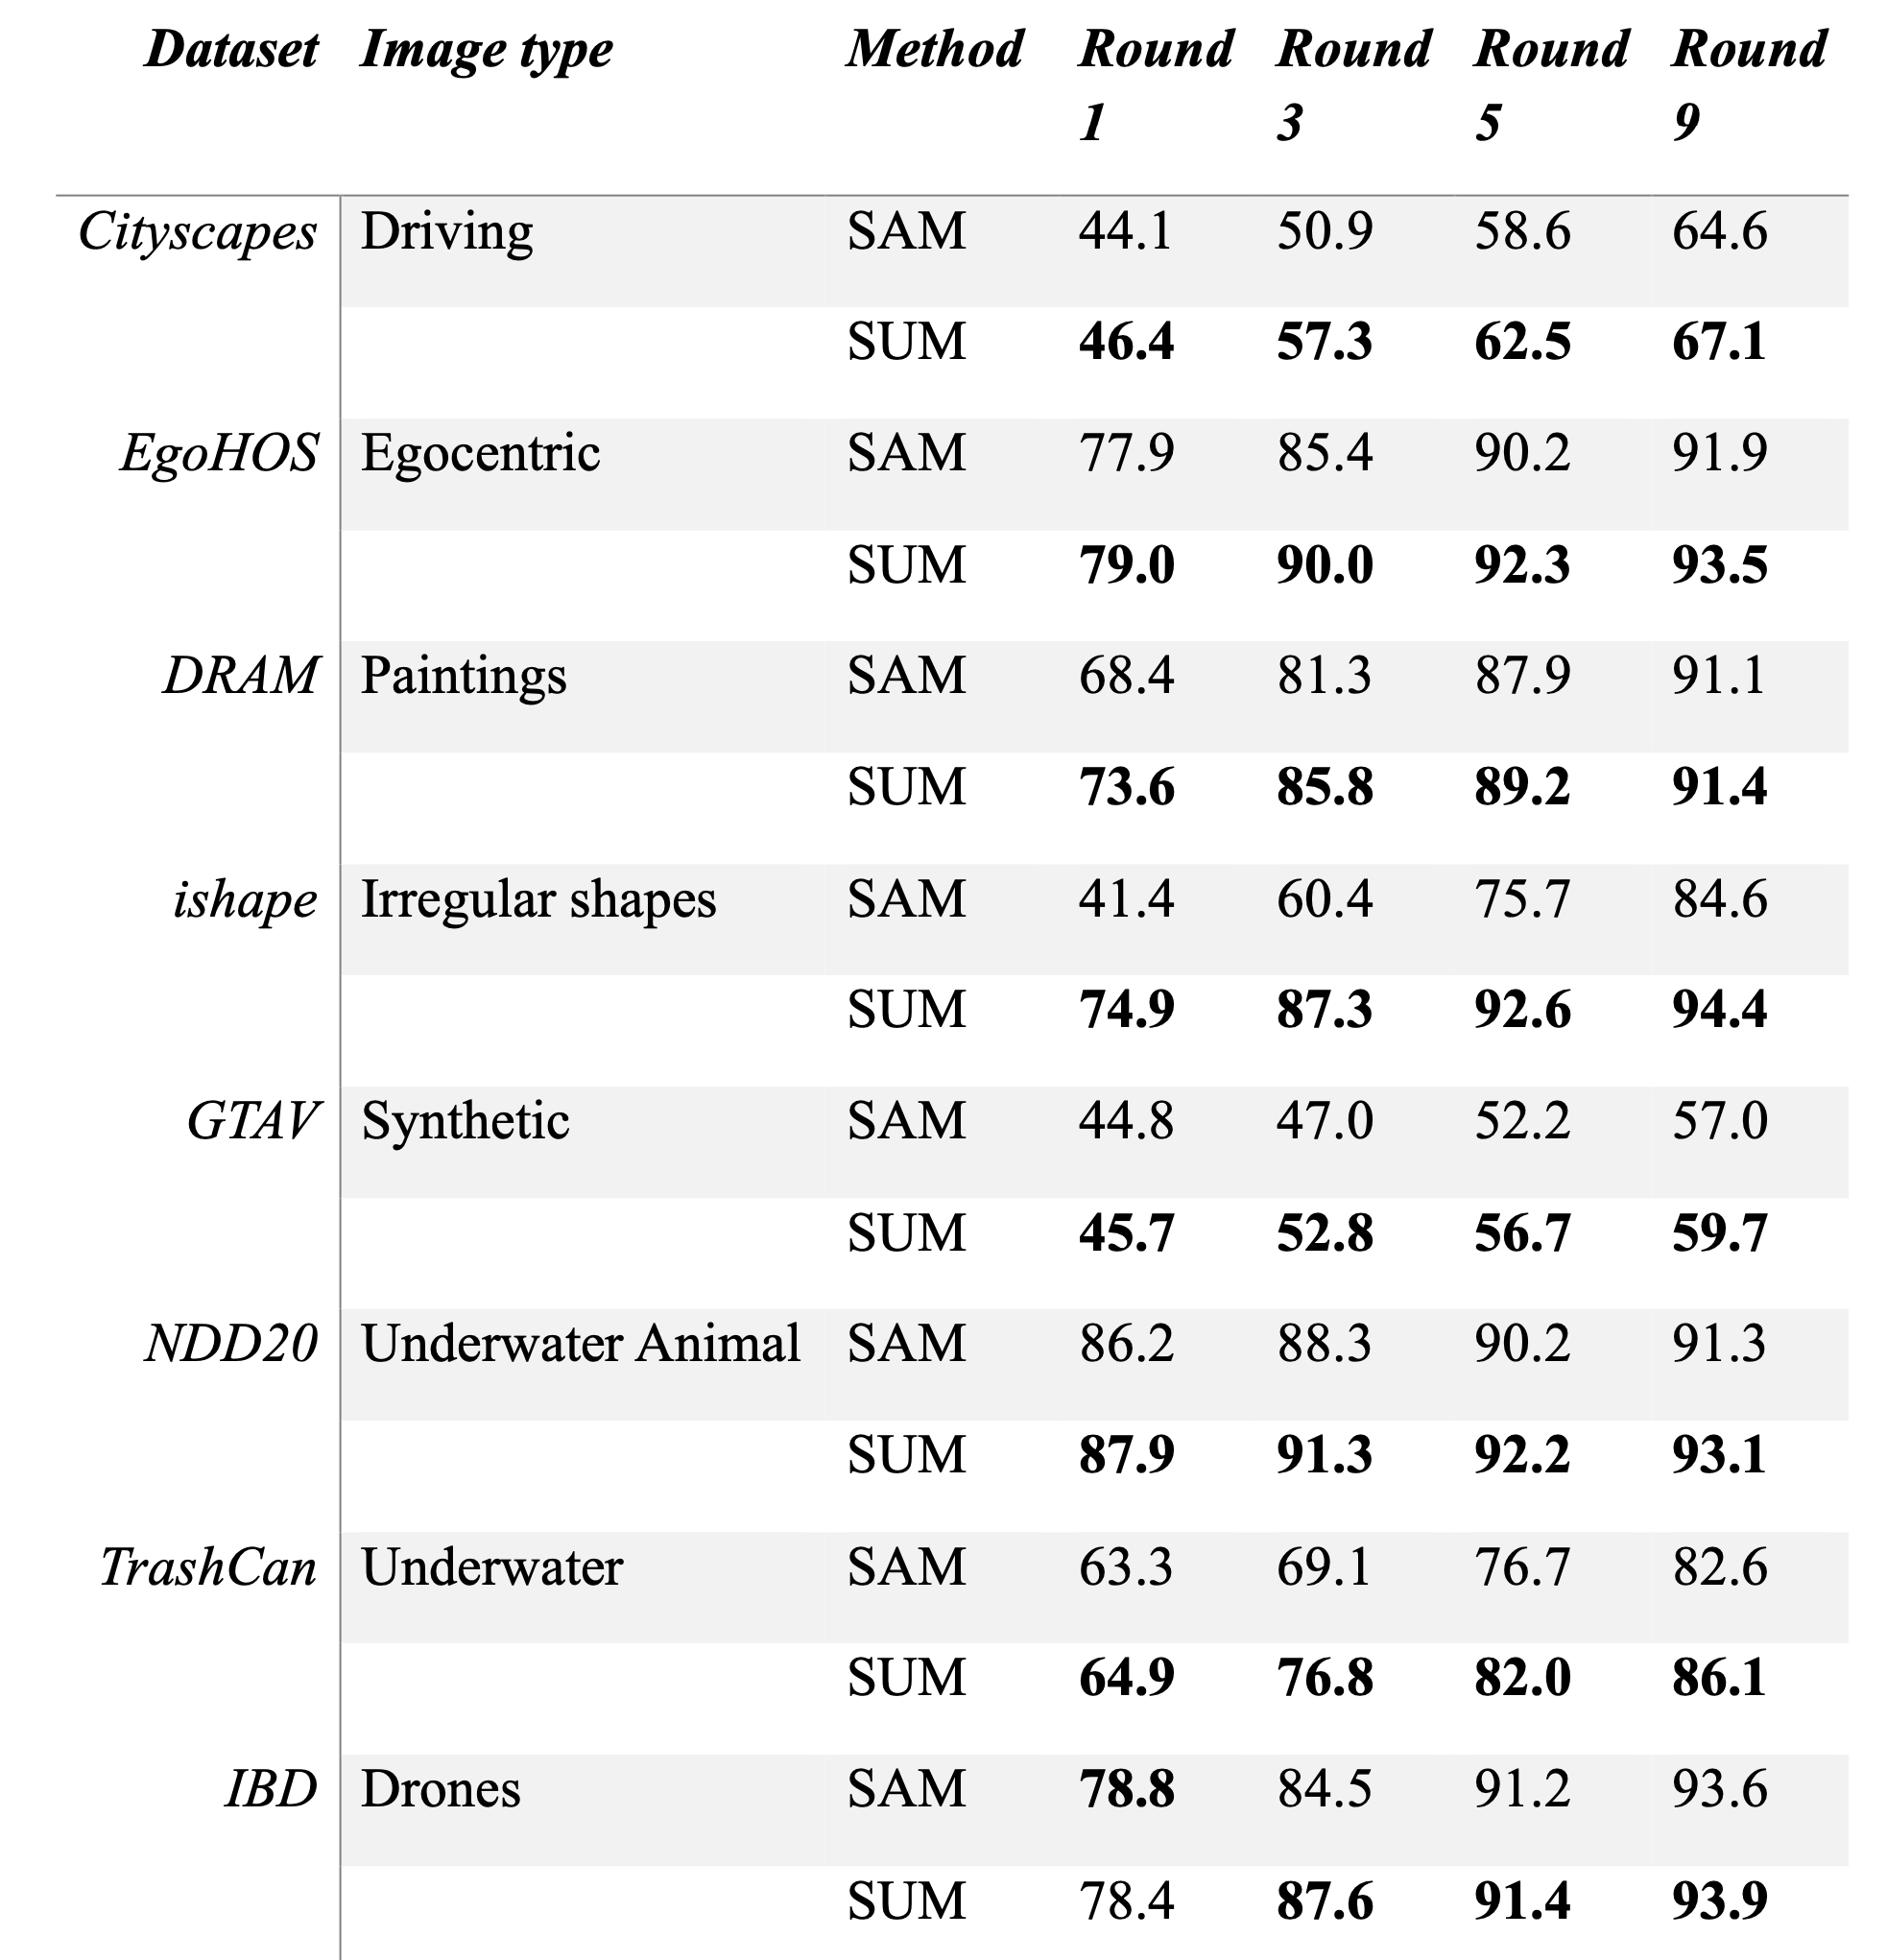 Dataset Image type Method Round 1 Round 3 Round 5 Round 9
Cityscapes Driving SAM 44.1 50.9 58.6 64.6
SUM 46.4 57.3 62.5 67.1
EgoHOS Egocentric SAM 77.9 85.4 90.2 91.9
SUM 79.0 90.0 92.3 93.5
DRAM Paintings SAM 68.4 81.3 87.9 91.1
SUM 73.6 85.8 89.2 91.4
ishape Irregular shapes SAM 41.4 60.4 75.7 84.6
SUM 74.9 87.3 92.6 94.4
GTAV Synthetic SAM 44.8 47.0 52.2 57.0
SUM 45.7 52.8 56.7 59.7
NDD20 Underwater Animal SAM 86.2 88.3 90.2 91.3
SUM 87.9 91.3 92.2 93.1
TrashCan Underwater SAM 63.3 69.1 76.7 82.6
SUM 64.9 76.8 82.0 86.1
IBD Drones SAM 78.8 84.5 91.2 93.6
SUM 78.4 87.6 91.4 93.9